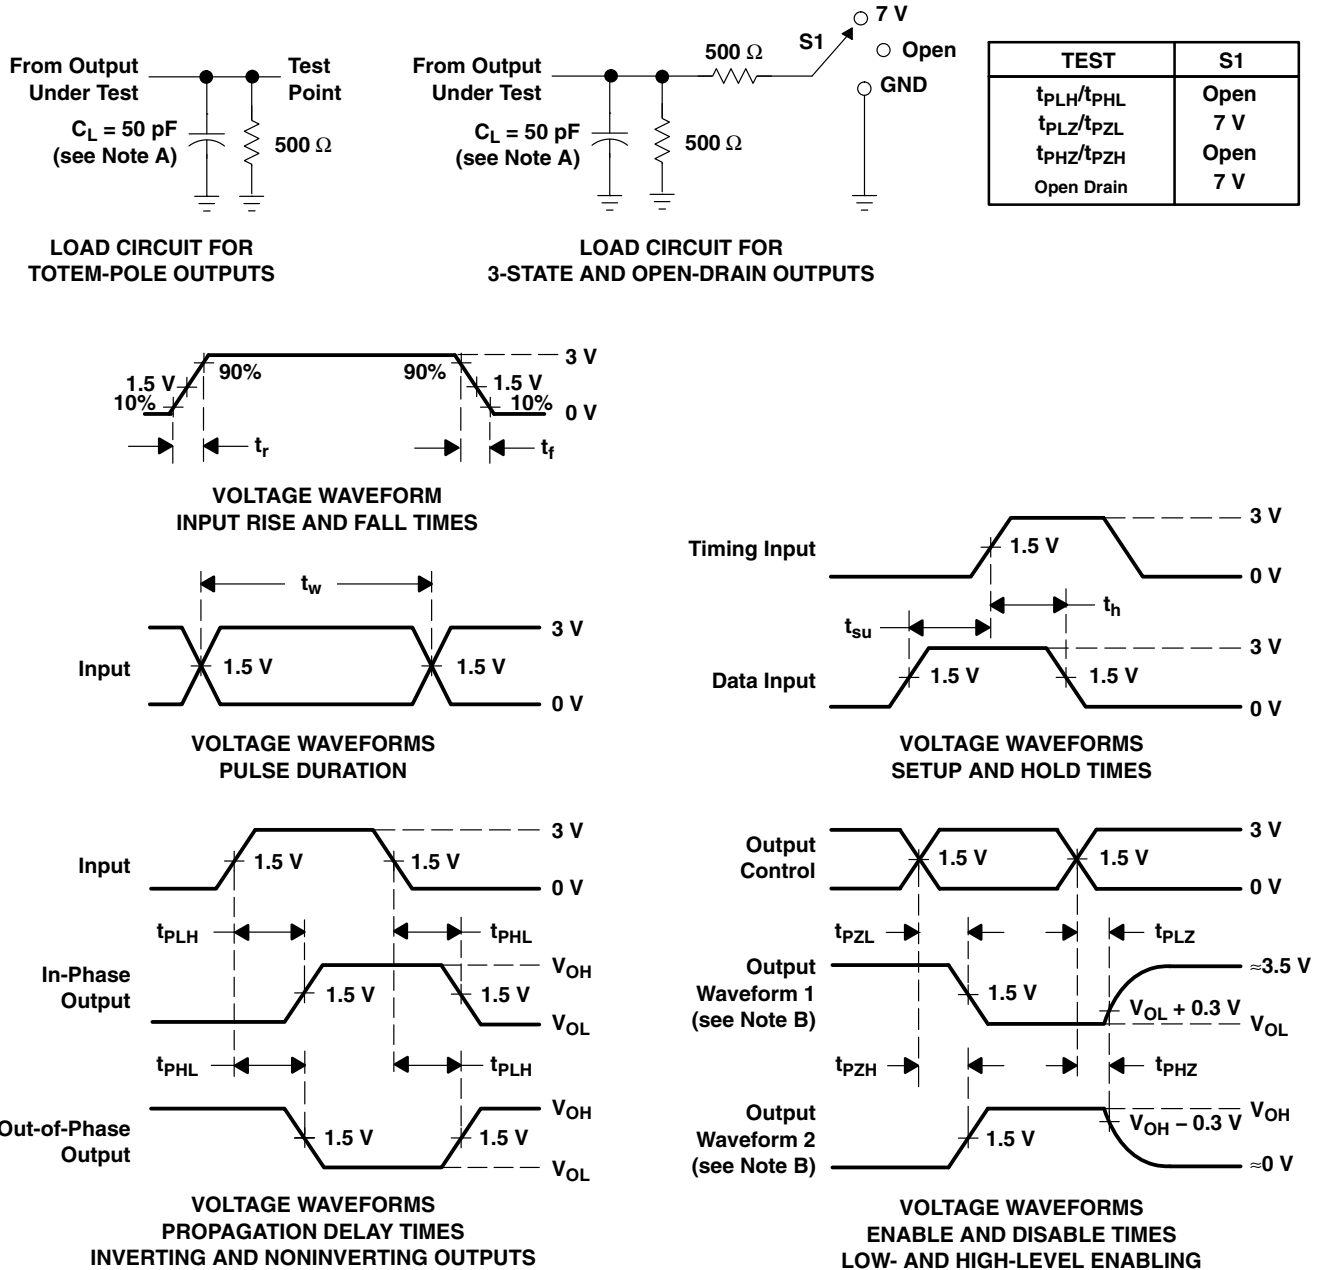 From Output
Under Test
Test
Point
C_L = 50 pF
(see Note A)
500 Ω
LOAD CIRCUIT FOR
TOTEM-POLE OUTPUTS
From Output
Under Test
C_L = 50 pF
(see Note A)
500 Ω
500 Ω
S1
7 V
Open
GND
LOAD CIRCUIT FOR
3-STATE AND OPEN-DRAIN OUTPUTS
TEST S1
t_PLH/t_PHL Open
t_PLZ/t_PZL 7 V
t_PHZ/t_PZH Open
Open Drain 7 V
3 V
90% 90%
1.5 V 1.5 V
10% 10%
0 V
t_r t_f
VOLTAGE WAVEFORM
INPUT RISE AND FALL TIMES
t_w
3 V
Input 1.5 V 1.5 V
0 V
VOLTAGE WAVEFORMS
PULSE DURATION
3 V
Timing Input 1.5 V
0 V
t_h
t_su
3 V
Data Input 1.5 V 1.5 V
0 V
VOLTAGE WAVEFORMS
SETUP AND HOLD TIMES
3 V
Input 1.5 V 1.5 V
0 V
t_PLH t_PHL
In-Phase
Output
V_OH
1.5 V 1.5 V
V_OL
t_PHL t_PLH
Out-of-Phase
Output
V_OH
1.5 V 1.5 V
V_OL
VOLTAGE WAVEFORMS
PROPAGATION DELAY TIMES
INVERTING AND NONINVERTING OUTPUTS
Output
Control
3 V
1.5 V 1.5 V
0 V
t_PZL t_PLZ
Output
Waveform 1
(see Note B)
≈3.5 V
1.5 V
V_OL + 0.3 V
V_OL
t_PZH t_PHZ
Output
Waveform 2
(see Note B)
V_OH
V_OH − 0.3 V
1.5 V
≈0 V
VOLTAGE WAVEFORMS
ENABLE AND DISABLE TIMES
LOW- AND HIGH-LEVEL ENABLING